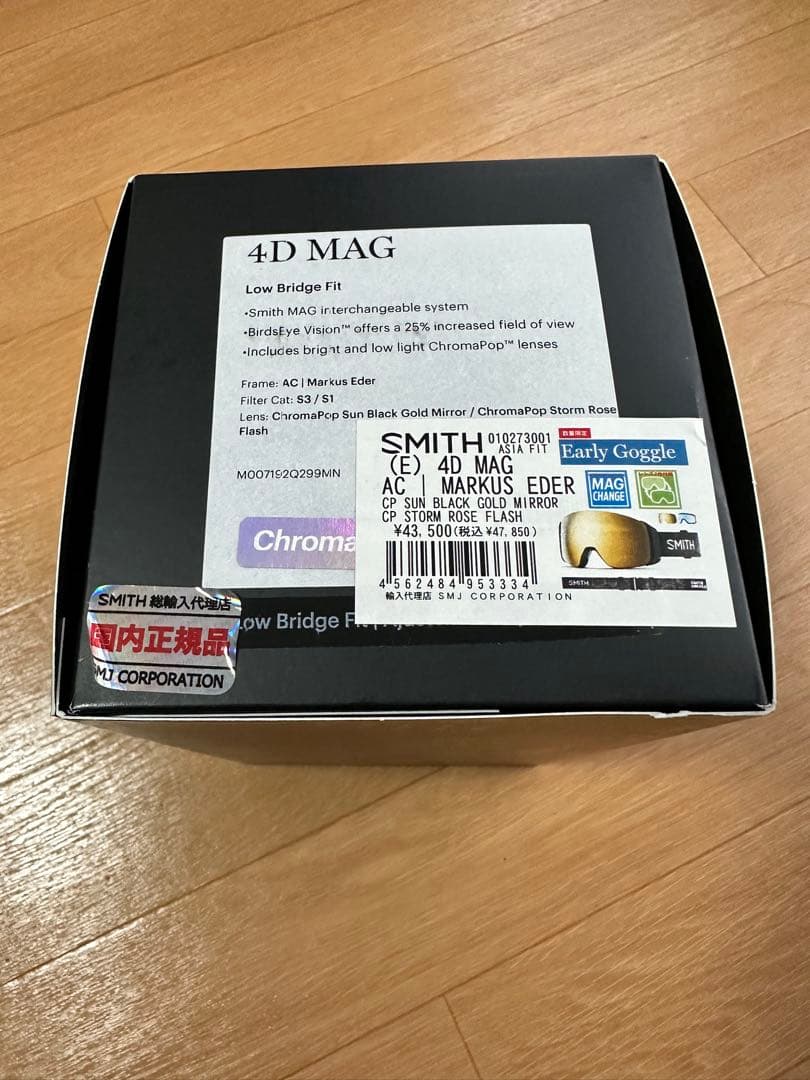 4D MAG
Low Bridge Fit
•Smith MAG interchangeable system
•BirdsEye Vision™ offers a 25% increased field of view
•Includes bright and low light ChromaPop™ lenses
Frame: AC | Markus Eder
Filter Cat: S3 / S1
Lens: ChromaPop Sun Black Gold Mirror / ChromaPop Storm Rose
Flash
M007192Q299MN
Chroma
SMITH 010273001
ASIA FIT
数量限定
Early Goggle
(E) 4D MAG
AC | MARKUS EDER
CP SUN BLACK GOLD MIRROR
CP STORM ROSE FLASH
¥43,500(税込 ¥47,850)
MAG
CHANGE
SMITH
SMITH
4562484953334
輸入代理店 SMJ CORPORATION
SMITH 総輸入代理店
国内正規品
SMJ CORPORATION
Low Bridge Fit |